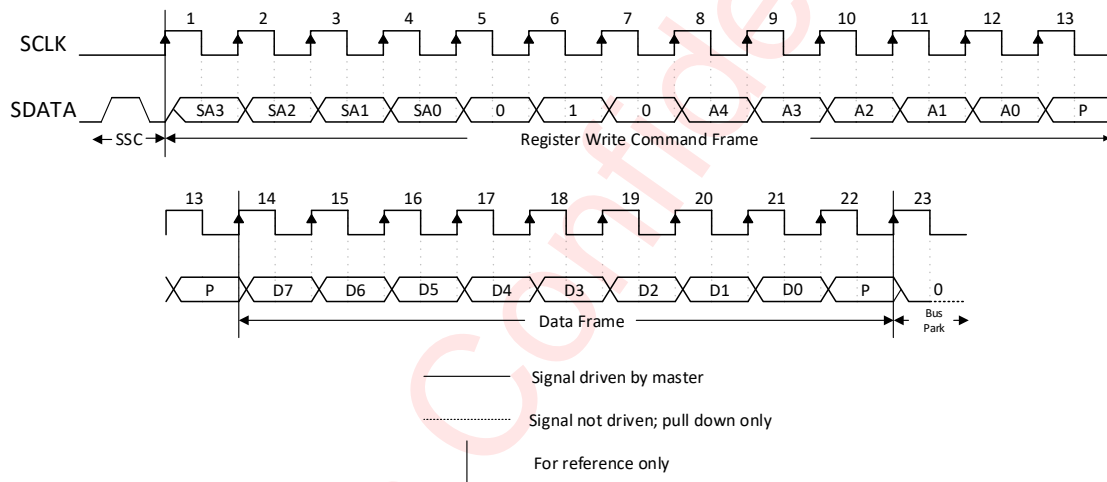 1 2 3 4 5 6 7 8 9 10 11 12 13
SCLK
SDATA SA3 SA2 SA1 SA0 0 1 0 A4 A3 A2 A1 A0 P
SSC Register Write Command Frame
13 14 15 16 17 18 19 20 21 22 23
P D7 D6 D5 D4 D3 D2 D1 D0 P 0
Data Frame Bus
Park
Signal driven by master
Signal not driven; pull down only
For reference only
Confide